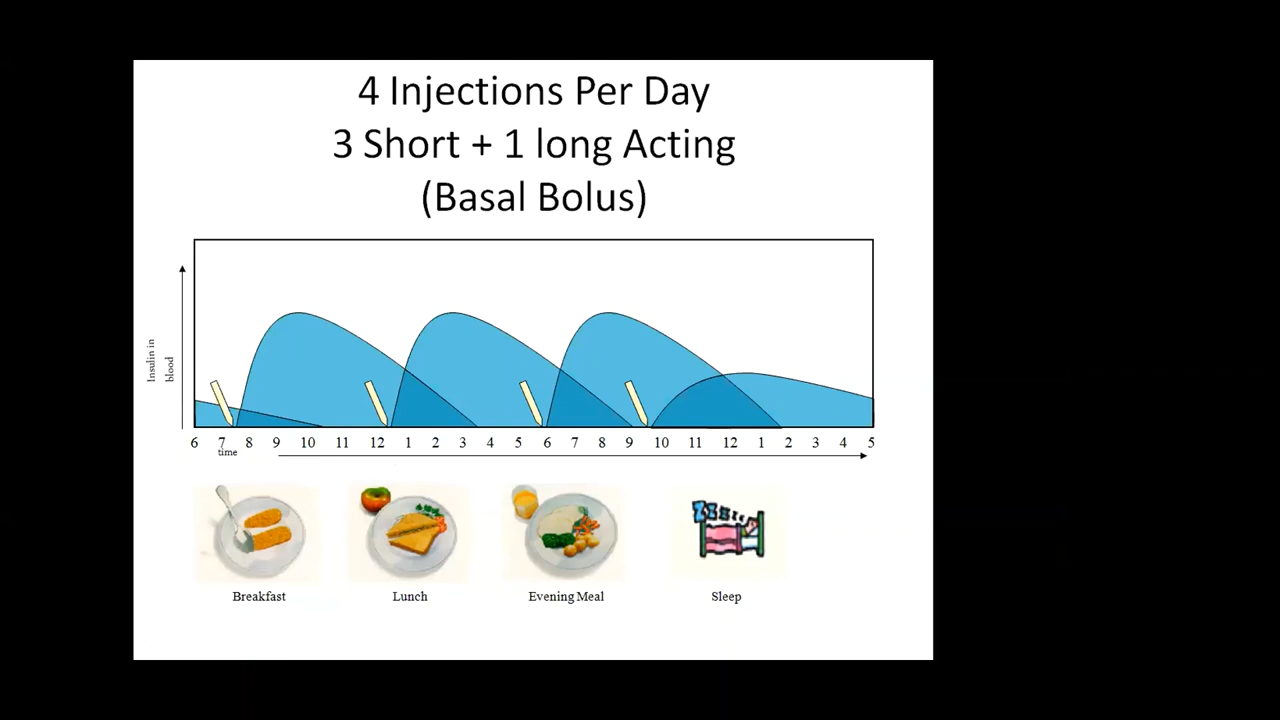 4 Injections Per Day
3 Short + 1 long Acting
(Basal Bolus)
Insulin in
blood
6 7 8 9 10 11 12 1 2 3 4 5 6 7 8 9 10 11 12 1 2 3 4 5
time
Breakfast Lunch Evening Meal Sleep